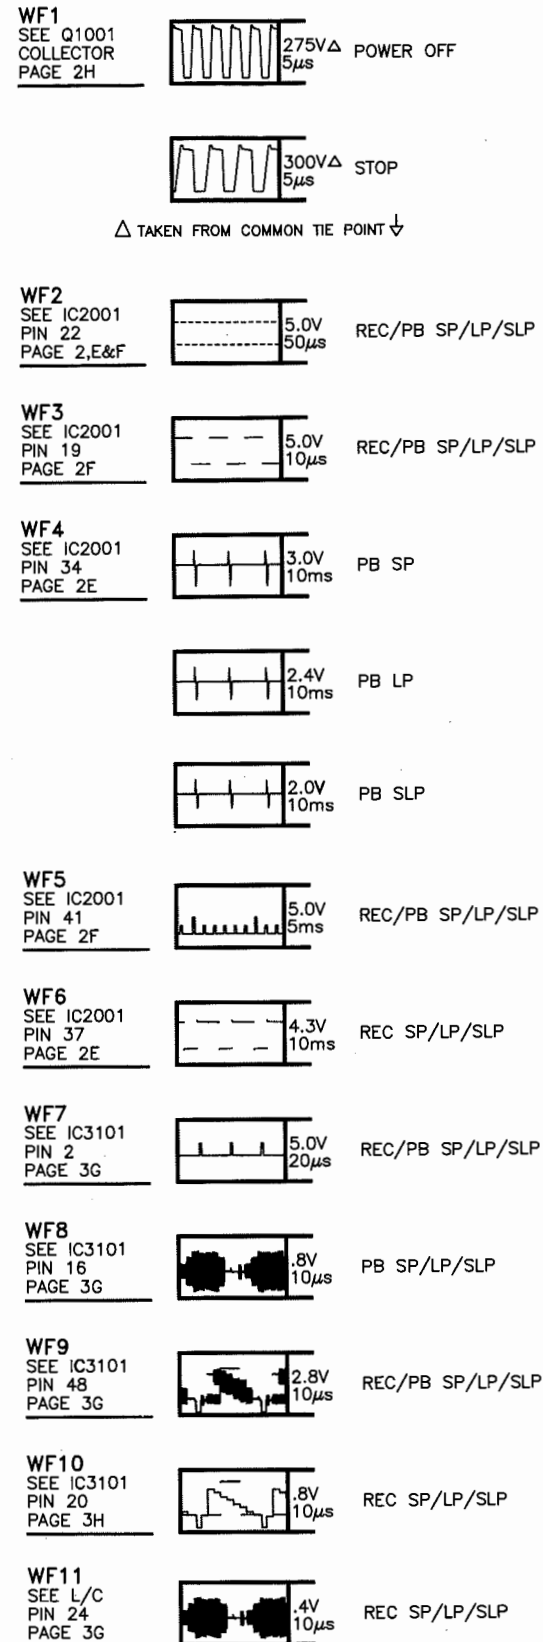 WF1
SEE Q1001
COLLECTOR
PAGE 2H
275V△
5µs
POWER OFF
300V△
5µs
STOP
△ TAKEN FROM COMMON TIE POINT
WF2
SEE IC2001
PIN 22
PAGE 2,E&F
5.0V
50µs
REC/PB SP/LP/SLP
WF3
SEE IC2001
PIN 19
PAGE 2F
5.0V
10µs
REC/PB SP/LP/SLP
WF4
SEE IC2001
PIN 34
PAGE 2E
3.0V
10ms
PB SP
2.4V
10ms
PB LP
2.0V
10ms
PB SLP
WF5
SEE IC2001
PIN 41
PAGE 2F
5.0V
5ms
REC/PB SP/LP/SLP
WF6
SEE IC2001
PIN 37
PAGE 2E
4.3V
10ms
REC SP/LP/SLP
WF7
SEE IC3101
PIN 2
PAGE 3G
5.0V
20µs
REC/PB SP/LP/SLP
WF8
SEE IC3101
PIN 16
PAGE 3G
.8V
10µs
PB SP/LP/SLP
WF9
SEE IC3101
PIN 48
PAGE 3G
2.8V
10µs
REC/PB SP/LP/SLP
WF10
SEE IC3101
PIN 20
PAGE 3H
.8V
10µs
REC SP/LP/SLP
WF11
SEE L/C
PIN 24
PAGE 3G
.4V
10µs
REC SP/LP/SLP